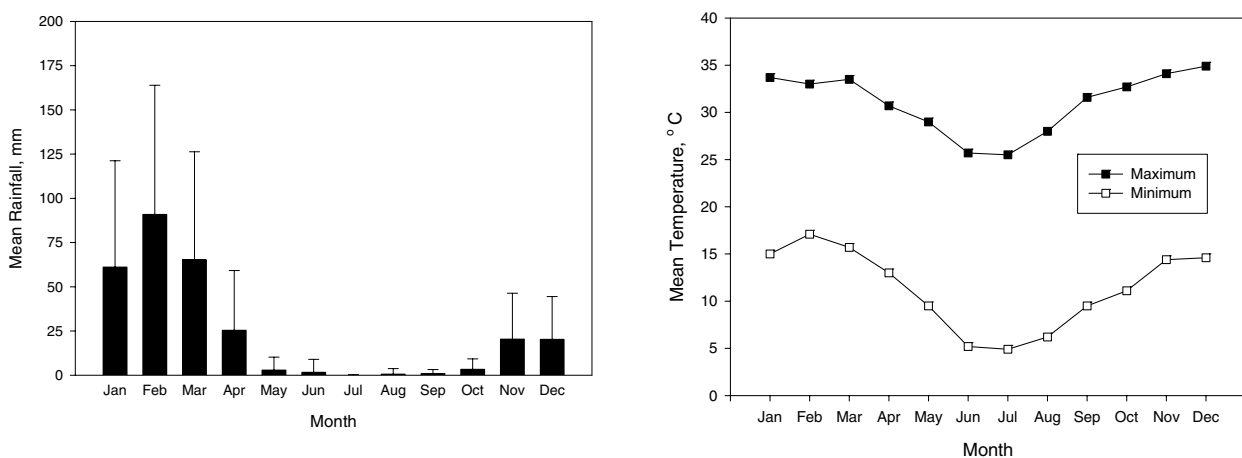 Mean Rainfall, mm
200
175
150
125
100
75
50
25
0
Jan Feb Mar Apr May Jun Jul Aug Sep Oct Nov Dec
Month
Mean Temperature, ° C
40
35
30
25
20
15
10
5
0
Maximum
Minimum
Jan Feb Mar Apr May Jun Jul Aug Sep Oct Nov Dec
Month